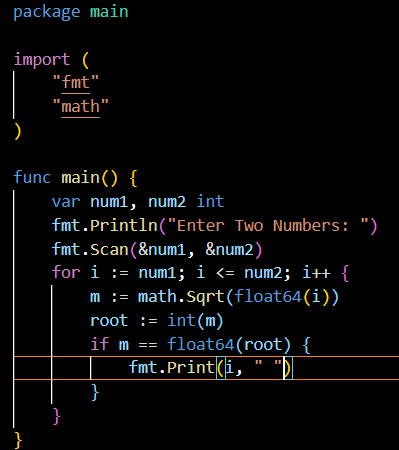 package main
import (
    "fmt"
    "math"
)
func main() {
    var num1, num2 int
    fmt.Println("Enter Two Numbers: ")
    fmt.Scan(&num1, &num2)
    for i := num1; i <= num2; i++ {
        m := math.Sqrt(float64(i))
        root := int(m)
        if m == float64(root) {
            fmt.Print(i, " ")
        }
    }
}